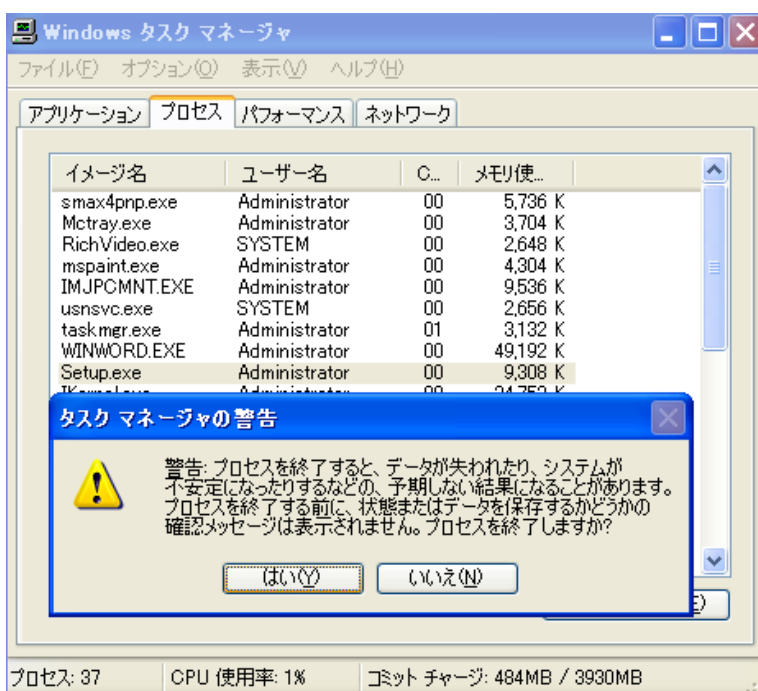 Windows タスク マネージャ
ファイル(F) オプション(O) 表示(V) ヘルプ(H)
アプリケーション プロセス パフォーマンス ネットワーク
イメージ名 ユーザー名 C... メモリ使...
smax4pnp.exe Administrator 00 5,736 K
Mctray.exe Administrator 00 3,704 K
RichVideo.exe SYSTEM 00 2,648 K
mspaint.exe Administrator 00 4,304 K
IMJPCMNT.EXE Administrator 00 9,536 K
usnsvc.exe SYSTEM 00 2,656 K
taskmgr.exe Administrator 01 3,132 K
WINWORD.EXE Administrator 00 49,192 K
Setup.exe Administrator 00 9,308 K
タスク マネージャの警告
警告: プロセスを終了すると、データが失われたり、システムが
不安定になったりするなどの、予期しない結果になることがあります。
プロセスを終了する前に、状態またはデータを保存するかどうかの
確認メッセージは表示されません。プロセスを終了しますか?
はい(Y) いいえ(N)
プロセス: 37 CPU 使用率: 1% コミット チャージ: 484MB / 3930MB